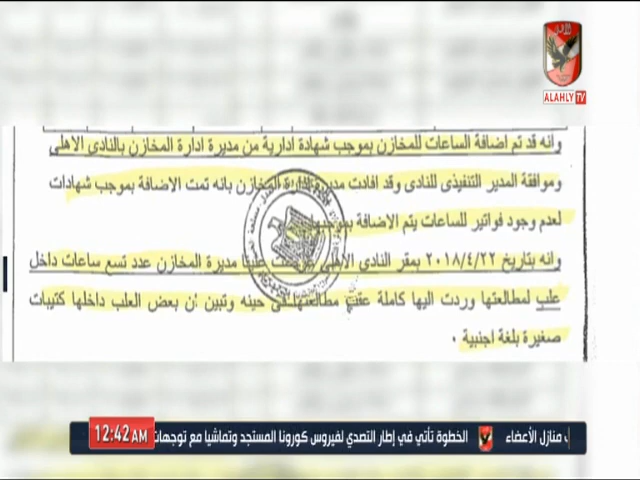 ALAHLY TV
وانه قد تم اضافة الساعات للمخازن بموجب شهادة ادارية من مديرة ادارة المخازن بالنادى الاهلى
وموافقة المدير التنفيذى للنادى وقد افادت مديرة ادارة المخازن بانه تمت الاضافة بموجب شهادات
لعدم وجود فواتير للساعات يتم الاضافة بموجبها
وانه بتاريخ ٢٠١٨/٤/٢٢ بمقر النادى الاهلى علينا مديرة المخازن عدد تسع ساعات داخل
علب لمطالعتها وردت اليها كاملة عقب مطالعتها فى حينه وتبين أن بعض العلب داخلها كتيبات
صغيرة بلغة اجنبية .
ب منازل الأعضاء الخطوة تأتي في إطار التصدي لفيروس كورونا المستجد وتماشيا مع توجهات
12:42 AM